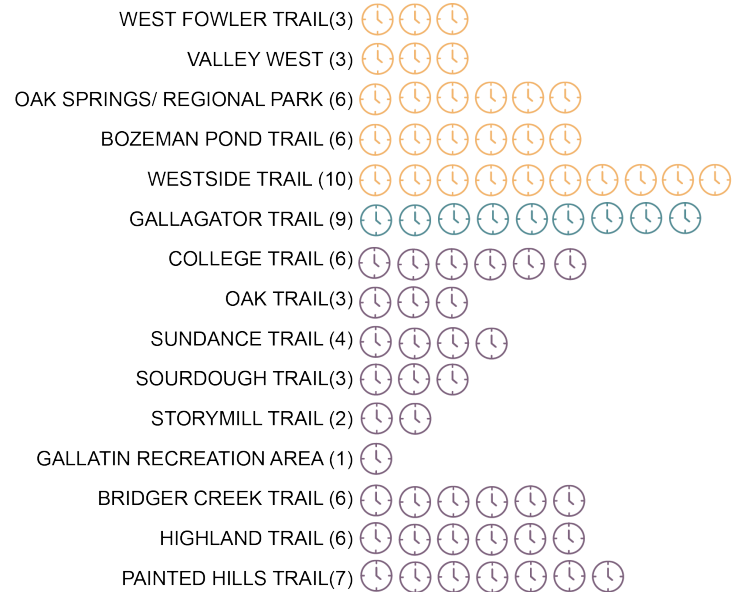 WEST FOWLER TRAIL(3)
VALLEY WEST (3)
OAK SPRINGS/ REGIONAL PARK (6)
BOZEMAN POND TRAIL (6)
WESTSIDE TRAIL (10)
GALLAGATOR TRAIL (9)
COLLEGE TRAIL (6)
OAK TRAIL(3)
SUNDANCE TRAIL (4)
SOURDOUGH TRAIL(3)
STORYMILL TRAIL (2)
GALLATIN RECREATION AREA (1)
BRIDGER CREEK TRAIL (6)
HIGHLAND TRAIL (6)
PAINTED HILLS TRAIL(7)